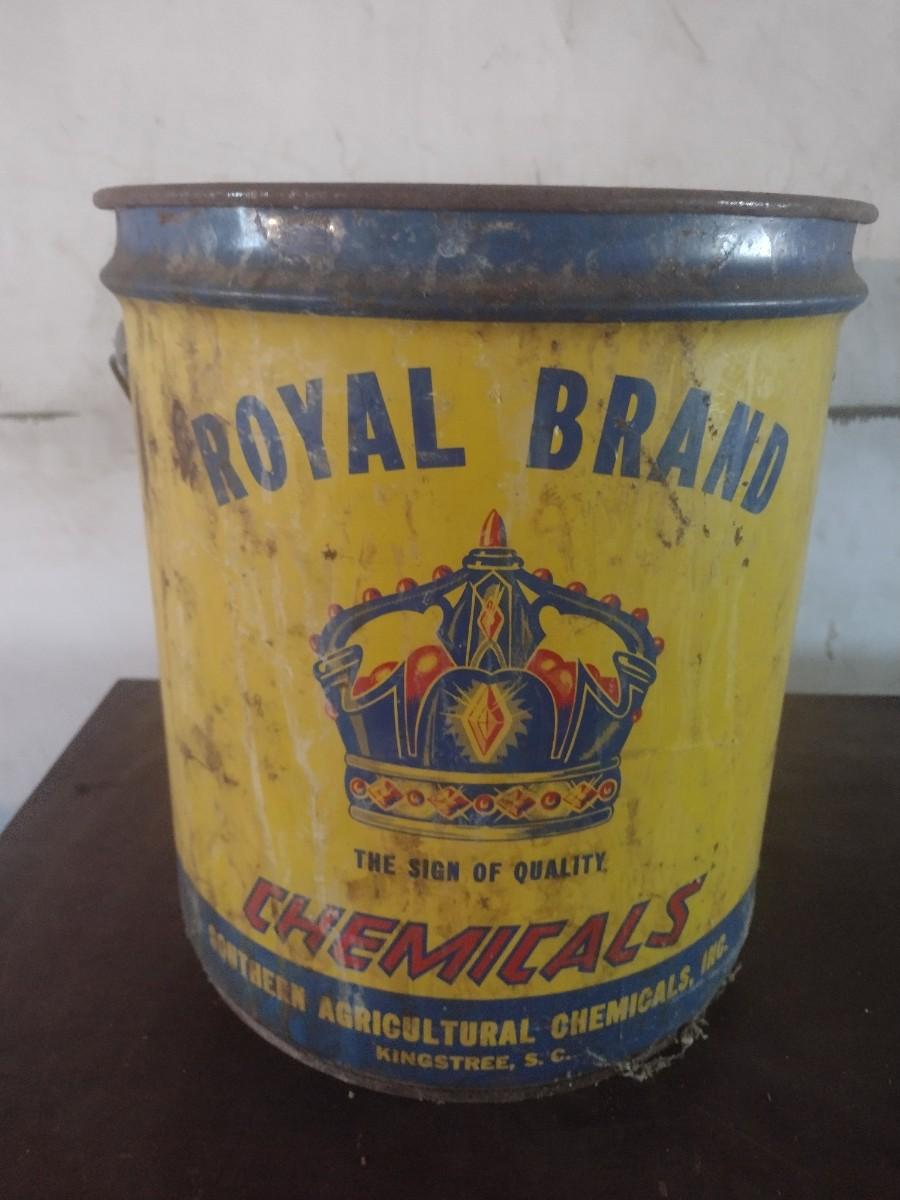 ROYAL BRAND
THE SIGN OF QUALITY
CHEMICALS
SOUTHERN AGRICULTURAL CHEMICALS, INC.
KINGSTREE, S. C.